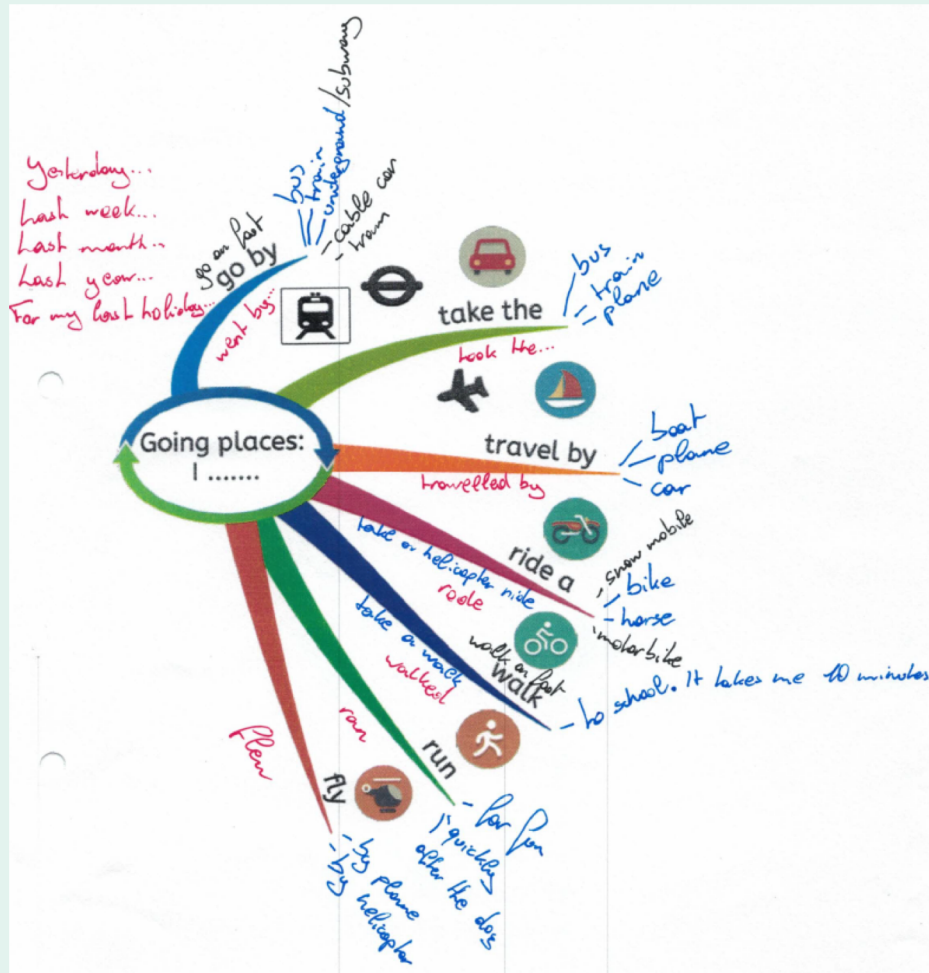 Yesterday...
Last week...
Last month...
Last year...
For my last holiday...
go on foot
go by
went by...
bus
train
underground/subway
cable car
tram
take the
took the...
bus
train
plane
Going places:
I .......
travel by
travelled by
boat
plane
car
ride a
take a helicopter ride
rode
snow mobile
bike
horse
motorbike
walk on foot
walk
take a walk
walked
to school. It takes me 10 minutes
run
ran
for fun
quickly
after the dog
fly
flew
by plane
by helicopter